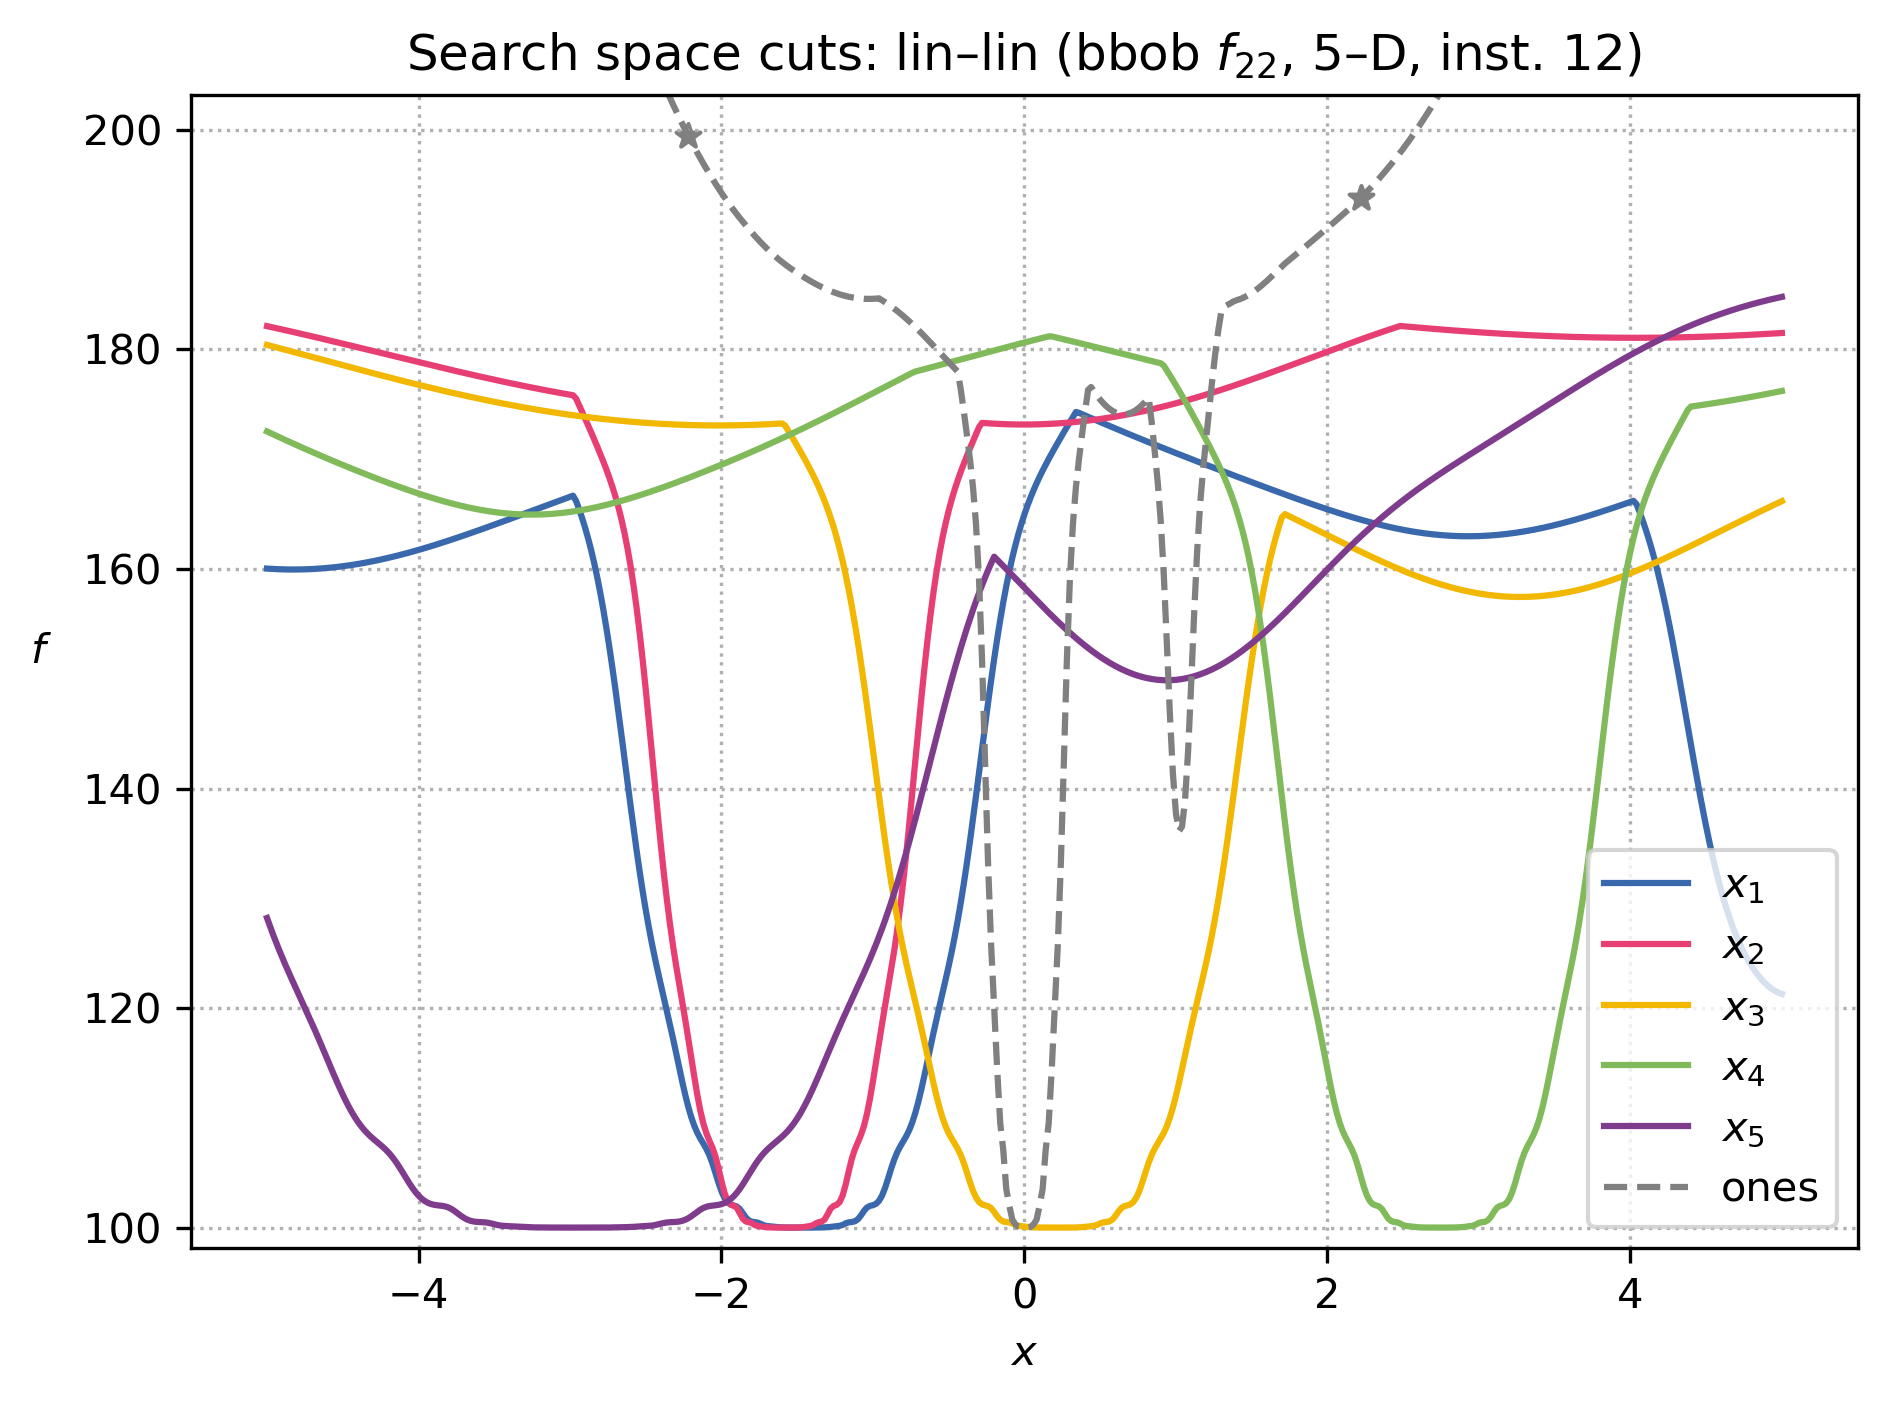 Search space cuts: lin–lin (bbob f₂₂, 5–D, inst. 12)
200
180
160
140
120
100
f
−4
−2
0
2
4
x
x₁
x₂
x₃
x₄
x₅
ones